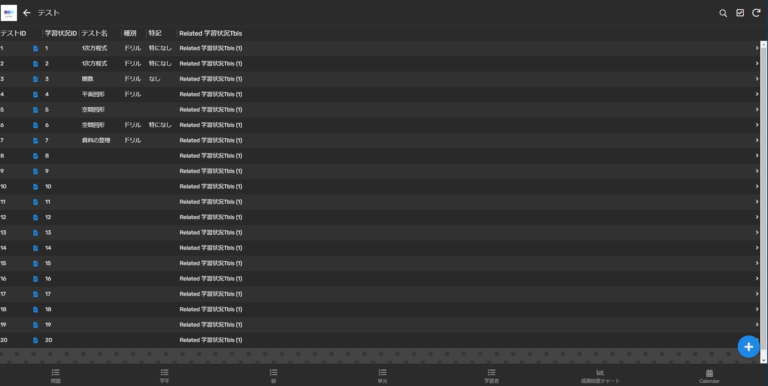 テスト
テストID 学習状況ID テスト名 種別 特記 Related 学習状況Tbls
1 1 1次方程式 ドリル 特になし Related 学習状況Tbls (1)
2 2 1次方程式 ドリル 特になし Related 学習状況Tbls (1)
3 3 関数 ドリル なし Related 学習状況Tbls (1)
4 4 平面図形 ドリル Related 学習状況Tbls (1)
5 5 空間図形 Related 学習状況Tbls (1)
6 6 空間図形 ドリル 特になし Related 学習状況Tbls (1)
7 7 資料の整理 ドリル Related 学習状況Tbls (1)
8 8 Related 学習状況Tbls (1)
9 9 Related 学習状況Tbls (1)
10 10 Related 学習状況Tbls (1)
11 11 Related 学習状況Tbls (1)
12 12 Related 学習状況Tbls (1)
13 13 Related 学習状況Tbls (1)
14 14 Related 学習状況Tbls (1)
15 15 Related 学習状況Tbls (1)
16 16 Related 学習状況Tbls (1)
17 17 Related 学習状況Tbls (1)
18 18 Related 学習状況Tbls (1)
19 19 Related 学習状況Tbls (1)
20 20 Related 学習状況Tbls (1)
問題 学年 単元 学習者 Calendar